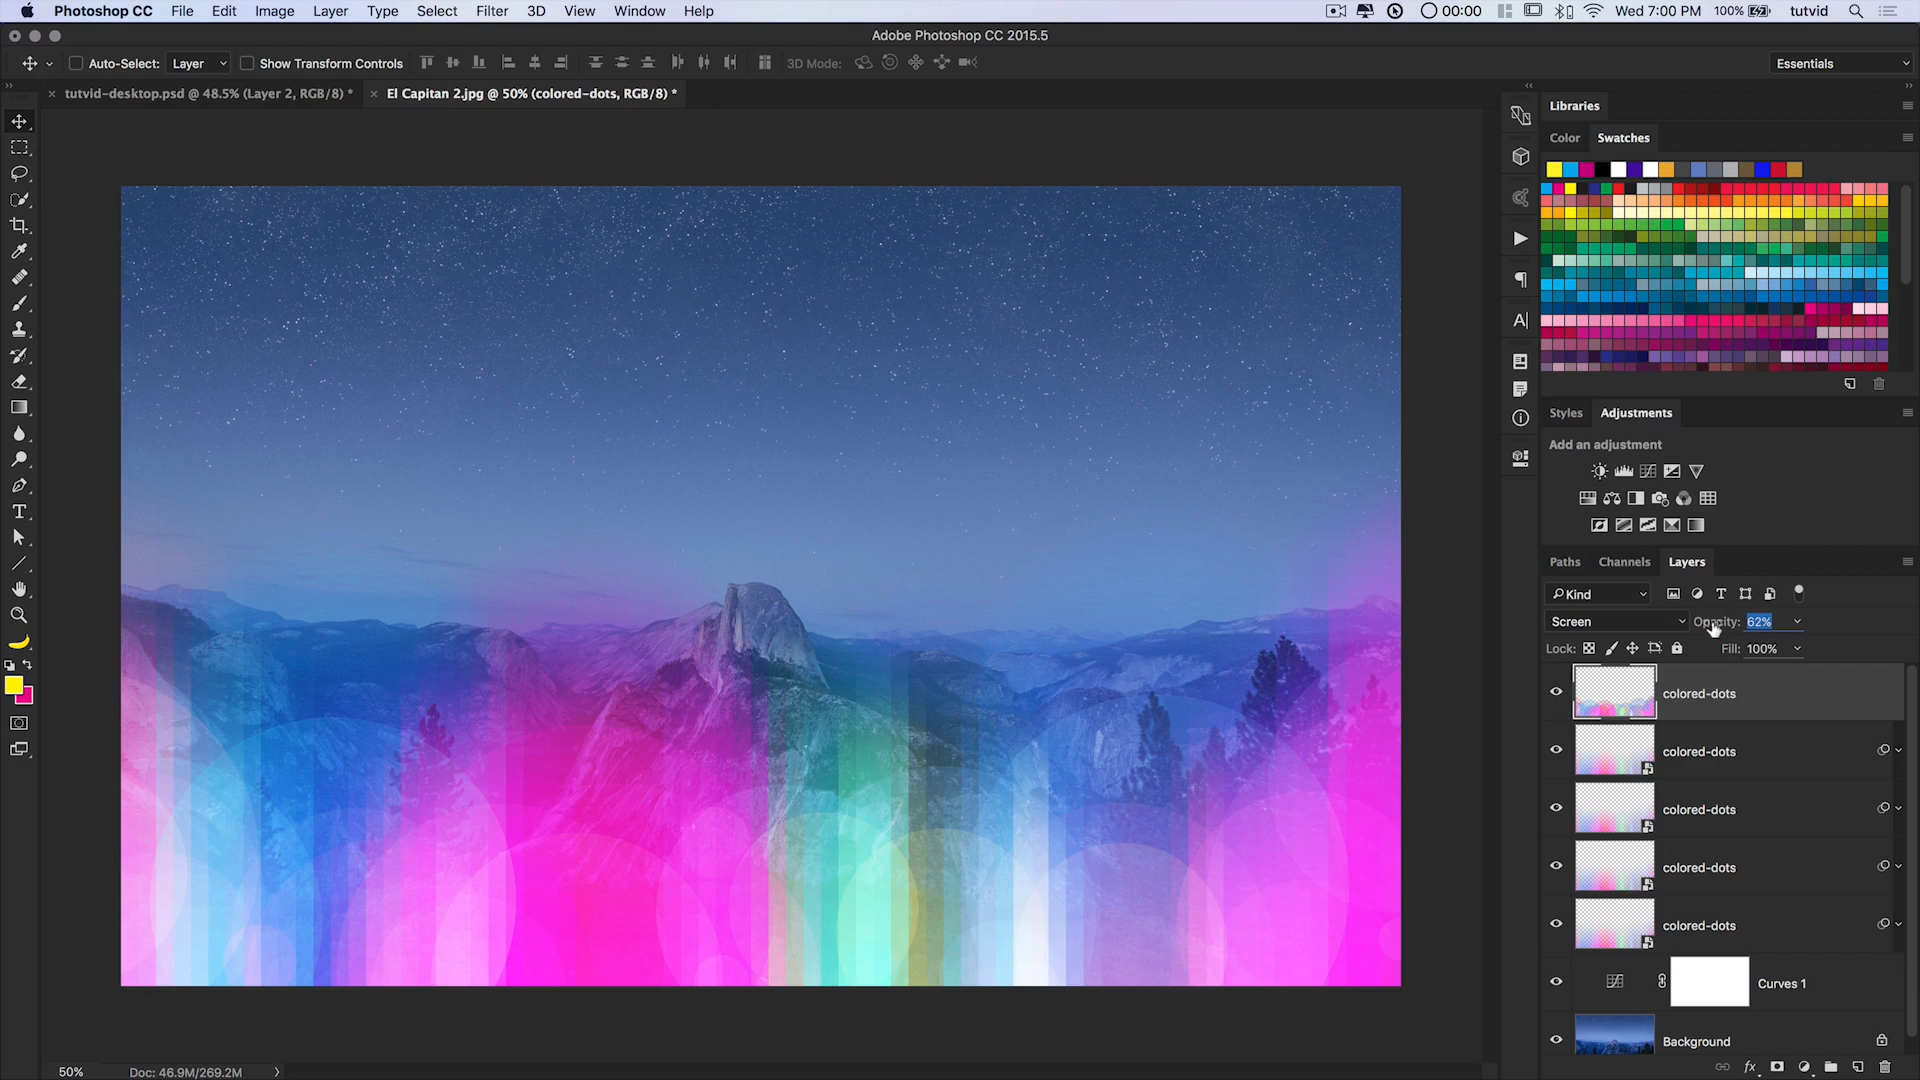 Photoshop CC File Edit Image Layer Type Select Filter 3D View Window Help 00:00 Wed 7:00 PM 100% tutvid
Adobe Photoshop CC 2015.5
Auto-Select: Layer Show Transform Controls 3D Mode: Essentials
tutvid-desktop.psd @ 48.5% (Layer 2, RGB/8) * El Capitan 2.jpg @ 50% (colored-dots, RGB/8) *
Libraries
Color Swatches
Styles Adjustments
Add an adjustment
Paths Channels Layers
Kind
Screen Opacity: 62%
Lock: Fill: 100%
colored-dots
colored-dots
colored-dots
colored-dots
colored-dots
Curves 1
Background
50% Doc: 46.9M/269.2M